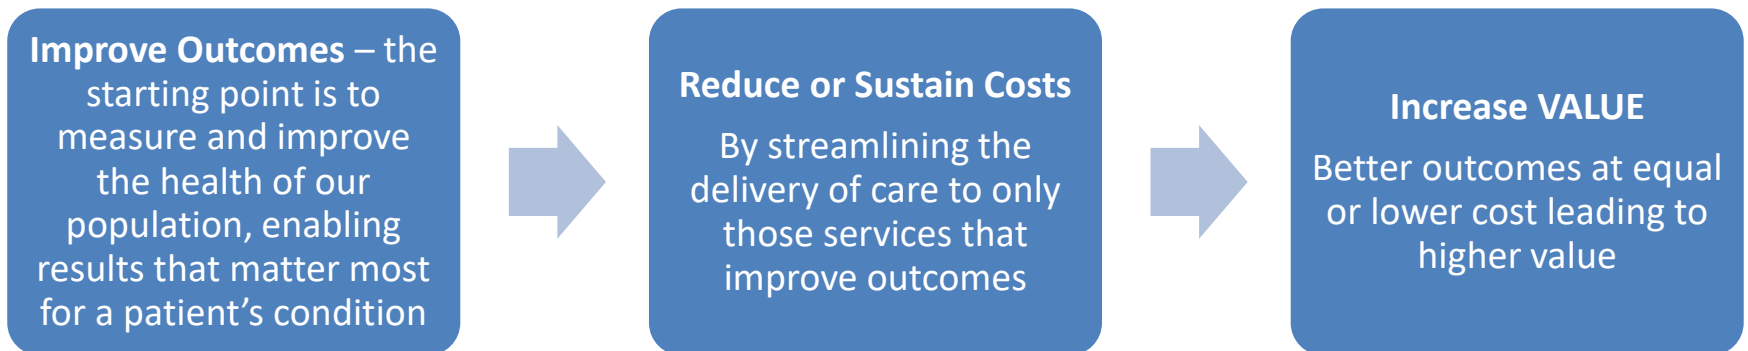 Improve Outcomes – the
starting point is to
measure and improve
the health of our
population, enabling
results that matter most
for a patient’s condition
Reduce or Sustain Costs
By streamlining the
delivery of care to only
those services that
improve outcomes
Increase VALUE
Better outcomes at equal
or lower cost leading to
higher value